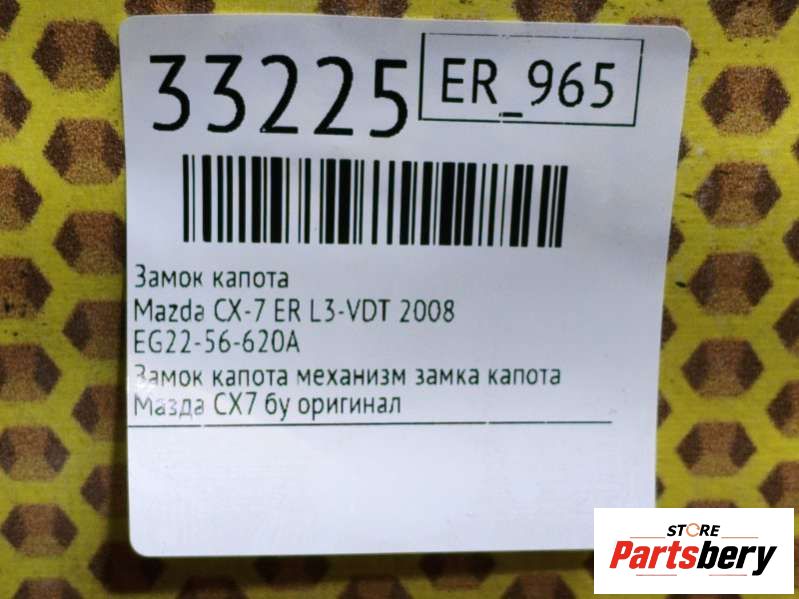 33225
ER_965
Замок капота
Mazda CX-7 ER L3-VDT 2008
EG22-56-620A
Замок капота механизм замка капота
Мазда CX7 бу оригинал
STORE
Partsbery